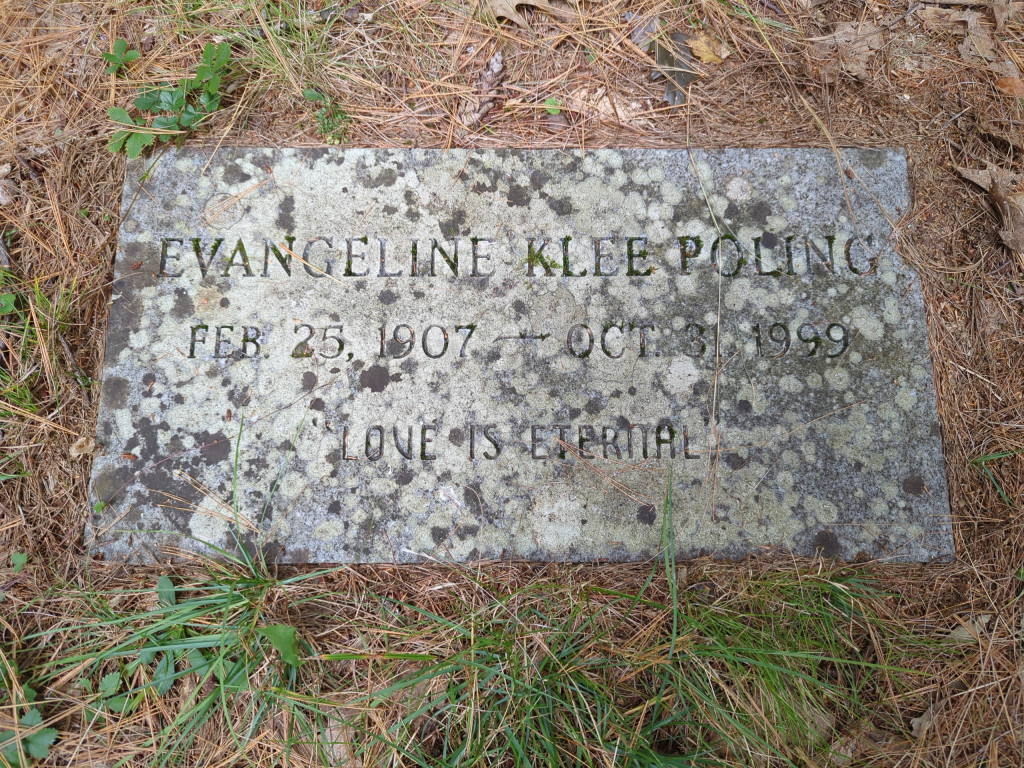 EVANGELINE KLEE POLING
FEB. 25, 1907 — OCT. 31, 1999
"LOVE IS ETERNAL"